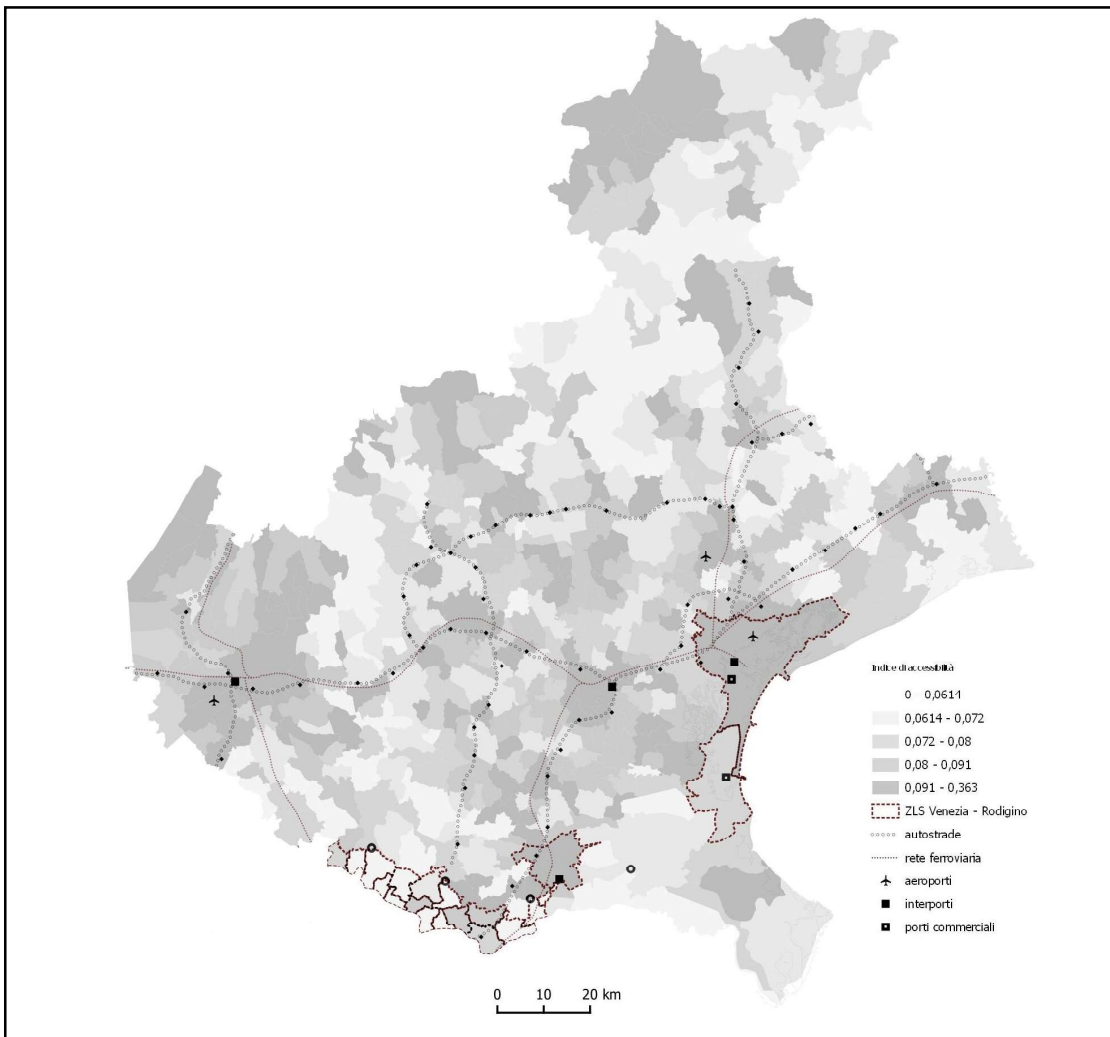 Indice di accessibilità
0 0,0614
0,0614 - 0,072
0,072 - 0,08
0,08 - 0,091
0,091 - 0,363
ZLS Venezia - Rodigino
autostrade
rete ferroviaria
aeroporti
interporti
porti commerciali
0 10 20 km